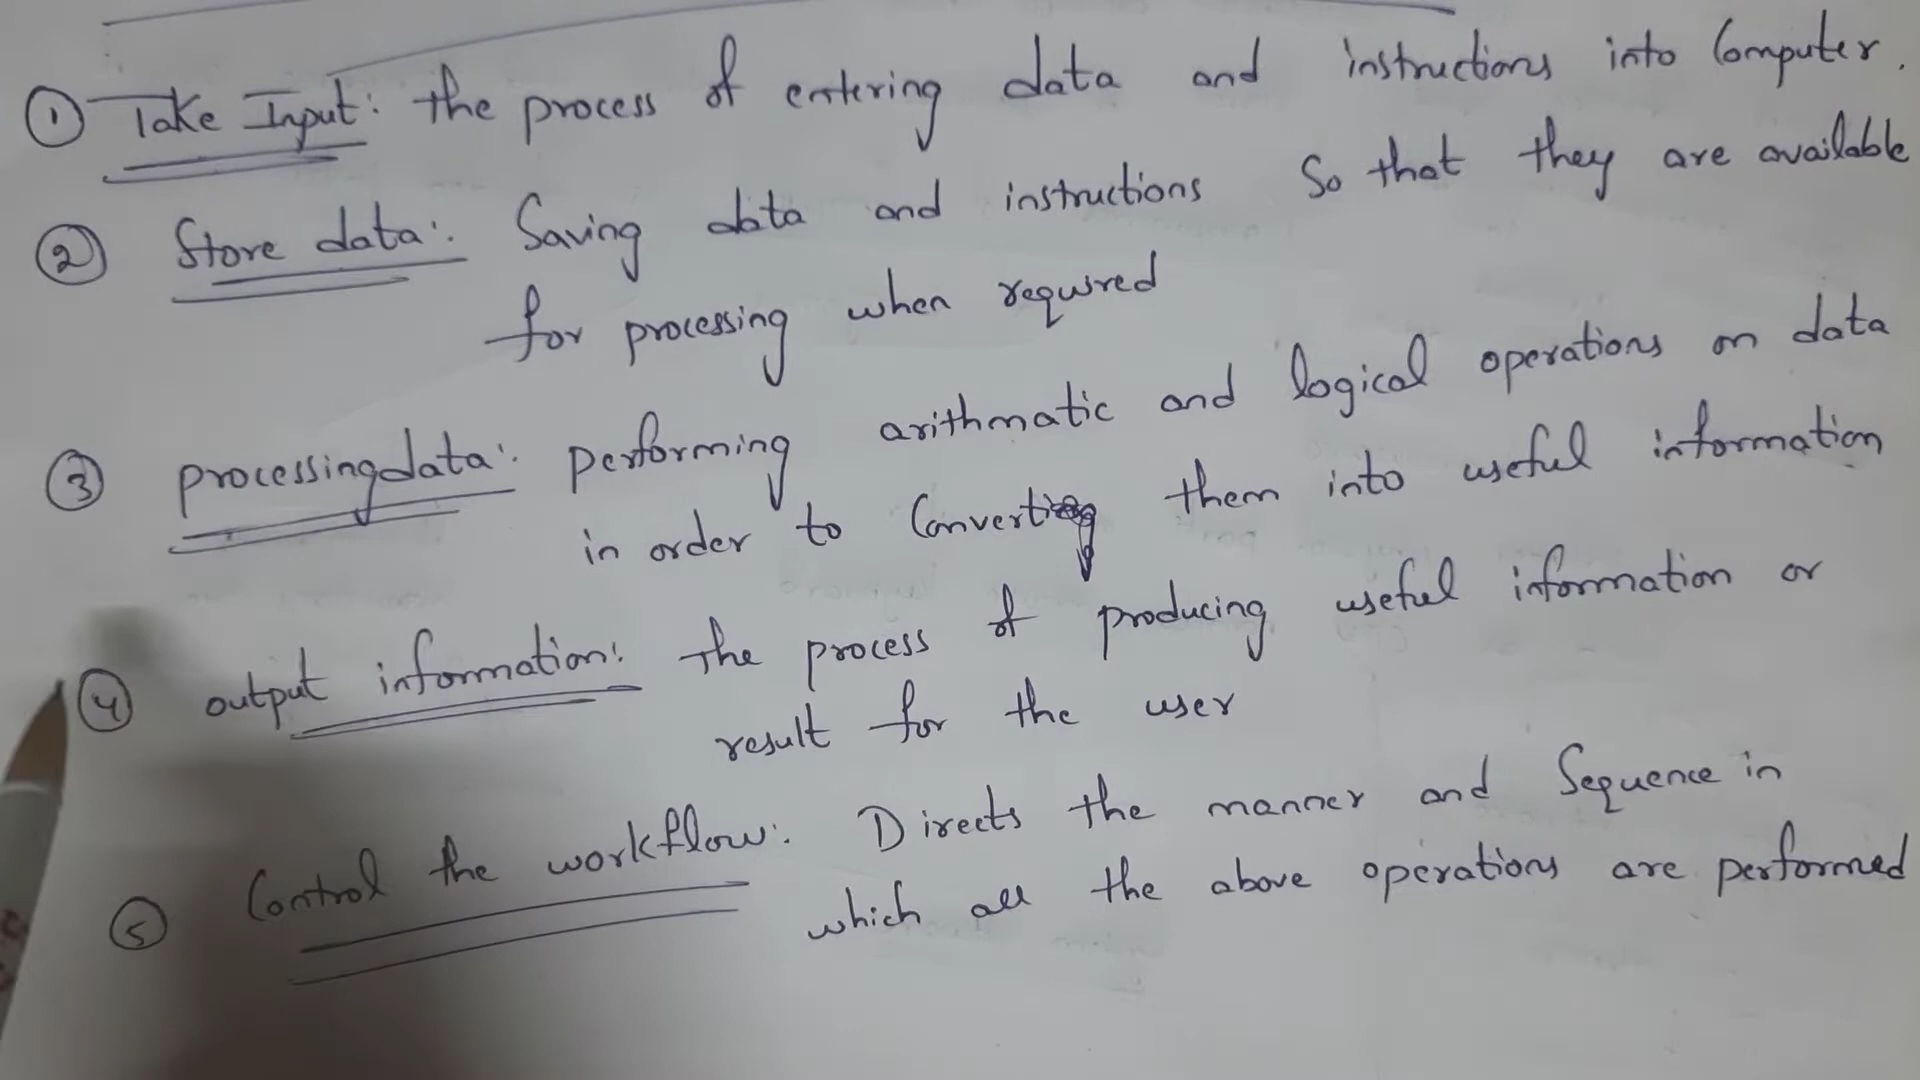 ① Take Input: the process of entering data and instructions into Computer.
② Store data: Saving data and instructions So that they are available
for processing when required
③ processing data: performing arithmatic and logical operations on data
in order to Converting them into useful information
④ output information: the process of producing useful information or
result for the user
⑤ Control the workflow: Directs the manner and Sequence in
which all the above operations are performed